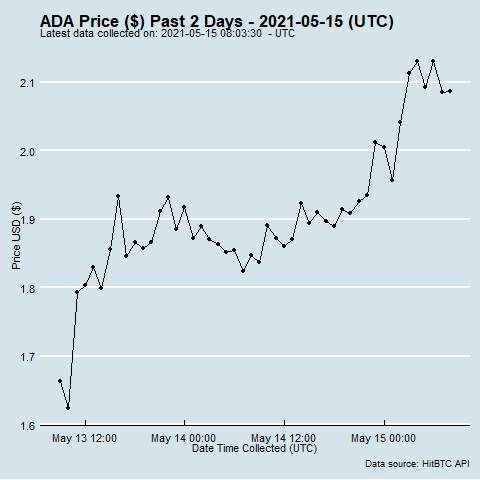 ADA Price ($) Past 2 Days - 2021-05-15 (UTC)
Latest data collected on: 2021-05-15 08:03:30  - UTC
2.1
2.0
1.9
Price USD ($)
1.8
1.7
1.6
May 13 12:00 May 14 00:00 May 14 12:00 May 15 00:00
Date Time Collected (UTC)
Data source: HitBTC API